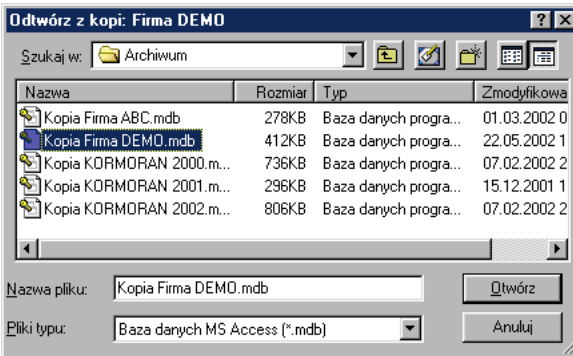 Odtwórz z kopi: Firma DEMO
Szukaj w: Archiwum
Nazwa Rozmiar Typ Zmodyfikowa
Kopia Firma ABC.mdb 278KB Baza danych progra... 01.03.2002 0
Kopia Firma DEMO.mdb 412KB Baza danych progra... 22.05.2002 1
Kopia KORMORAN 2000.m... 736KB Baza danych progra... 07.02.2002 2
Kopia KORMORAN 2001.m... 296KB Baza danych progra... 15.12.2001 1
Kopia KORMORAN 2002.m... 806KB Baza danych progra... 07.02.2002 2
Nazwa pliku: Kopia Firma DEMO.mdb Otwórz
Pliki typu: Baza danych MS Access (*.mdb) Anuluj